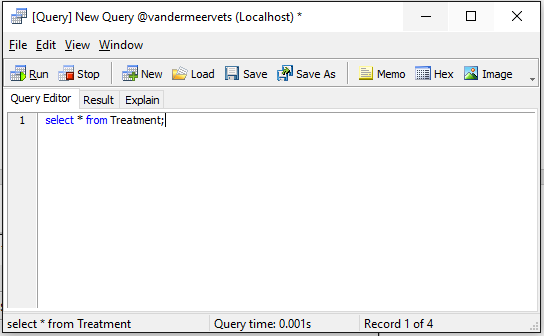 [Query] New Query @vandermeervets (Localhost) *
File Edit View Window
Run Stop New Load Save Save As Memo Hex Image
Query Editor Result Explain
1 select * from Treatment;
select * from Treatment Query time: 0.001s Record 1 of 4